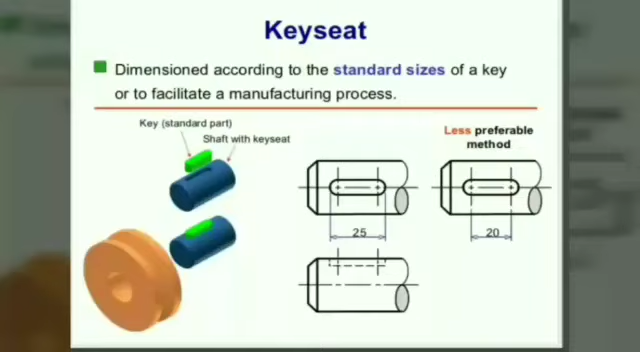 Keyseat
Dimensioned according to the standard sizes of a key
or to facilitate a manufacturing process.
Key (standard part)
Shaft with keyseat
Less preferable
method
25
20